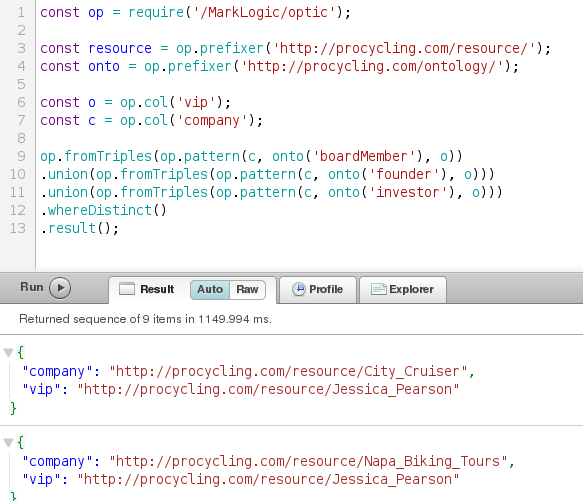 1 const op = require('/MarkLogic/optic');
2
3 const resource = op.prefixer('http://procycling.com/resource/');
4 const onto = op.prefixer('http://procycling.com/ontology/');
5
6 const o = op.col('vip');
7 const c = op.col('company');
8
9 op.fromTriples(op.pattern(c, onto('boardMember'), o))
10 .union(op.fromTriples(op.pattern(c, onto('founder'), o)))
11 .union(op.fromTriples(op.pattern(c, onto('investor'), o)))
12 .whereDistinct()
13 .result();
Run Result Auto Raw Profile Explorer
Returned sequence of 9 items in 1149.994 ms.
{
"company": "http://procycling.com/resource/City_Cruiser",
"vip": "http://procycling.com/resource/Jessica_Pearson"
}
{
"company": "http://procycling.com/resource/Napa_Biking_Tours",
"vip": "http://procycling.com/resource/Jessica_Pearson"
}